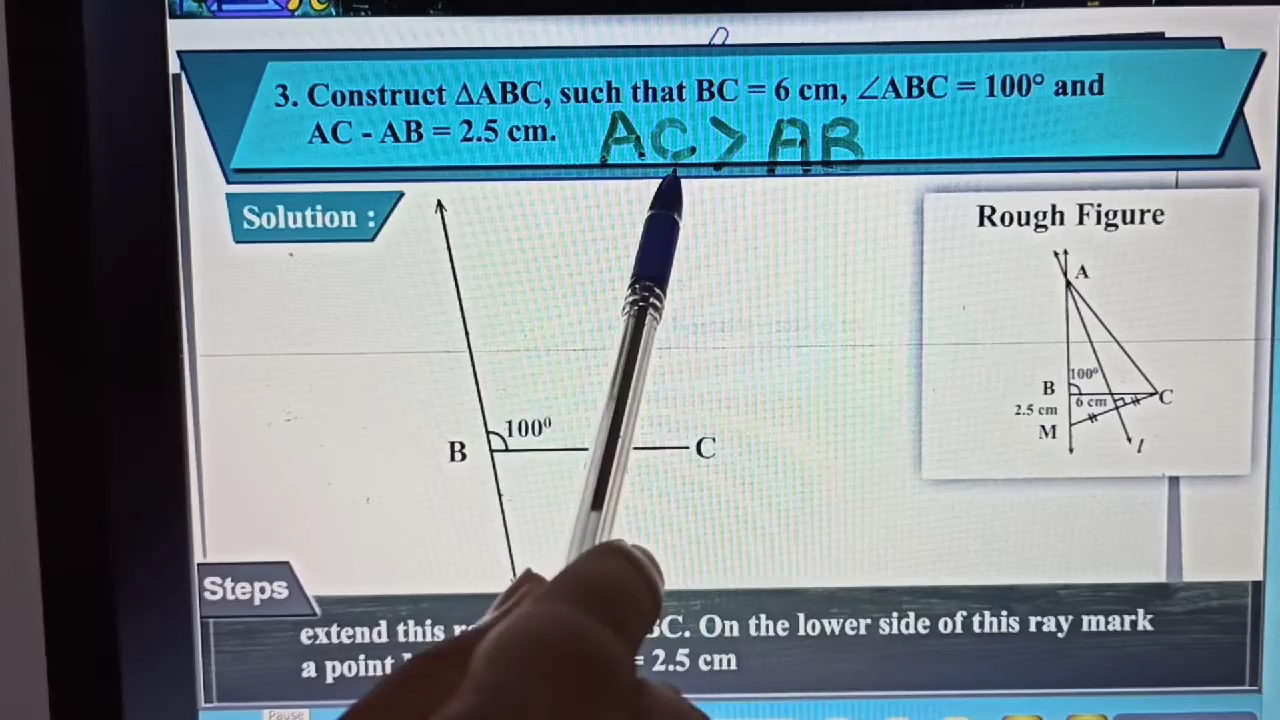 3. Construct ΔABC, such that BC = 6 cm, ∠ABC = 100° and
AC - AB = 2.5 cm.
AC > AB
Solution :
Rough Figure
A
100°
B
6 cm
C
2.5 cm
M
l
100⁰
B
C
Steps
extend this BC. On the lower side of this ray mark
a point = 2.5 cm
Pause